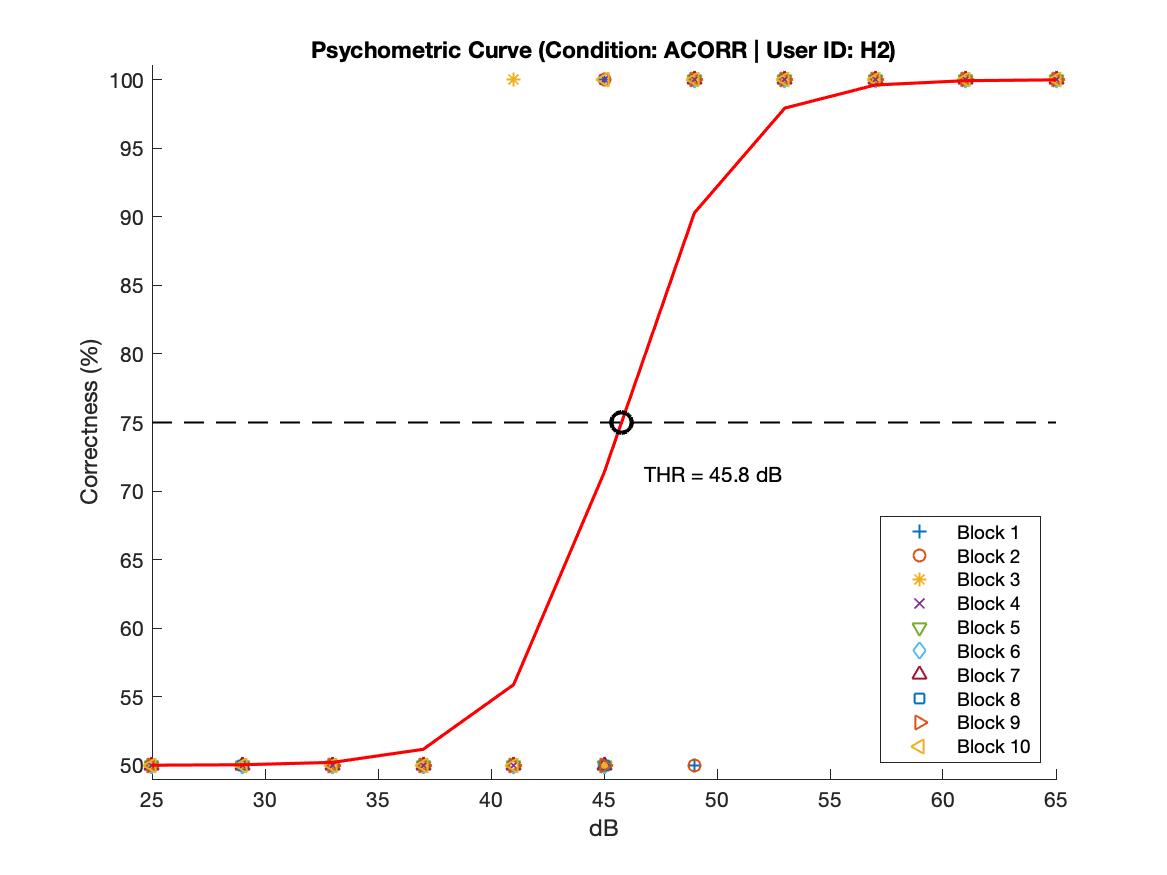 Psychometric Curve (Condition: ACORR | User ID: H2)
100
95
90
85
80
75
70
65
60
55
50
Correctness (%)
THR = 45.8 dB
Block 1
Block 2
Block 3
Block 4
Block 5
Block 6
Block 7
Block 8
Block 9
Block 10
25 30 35 40 45 50 55 60 65
dB